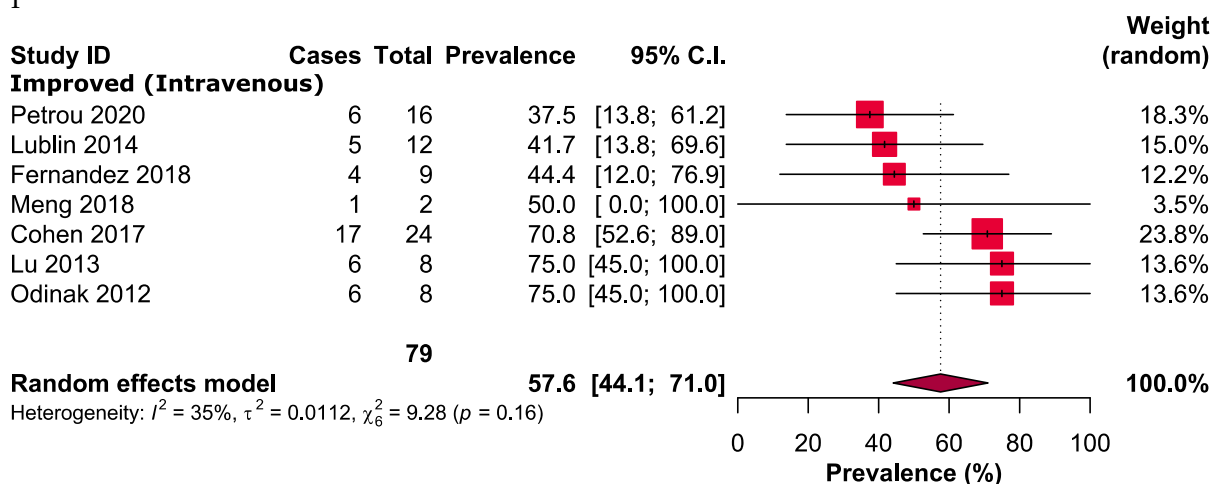 Weight
Study ID Cases Total Prevalence 95% C.I. (random)
Improved (Intravenous)
Petrou 2020 6 16 37.5 [13.8; 61.2] 18.3%
Lublin 2014 5 12 41.7 [13.8; 69.6] 15.0%
Fernandez 2018 4 9 44.4 [12.0; 76.9] 12.2%
Meng 2018 1 2 50.0 [ 0.0; 100.0] 3.5%
Cohen 2017 17 24 70.8 [52.6; 89.0] 23.8%
Lu 2013 6 8 75.0 [45.0; 100.0] 13.6%
Odinak 2012 6 8 75.0 [45.0; 100.0] 13.6%
79
Random effects model 57.6 [44.1; 71.0] 100.0%
Heterogeneity: I² = 35%, τ² = 0.0112, χ²₆ = 9.28 (p = 0.16)
0 20 40 60 80 100
Prevalence (%)